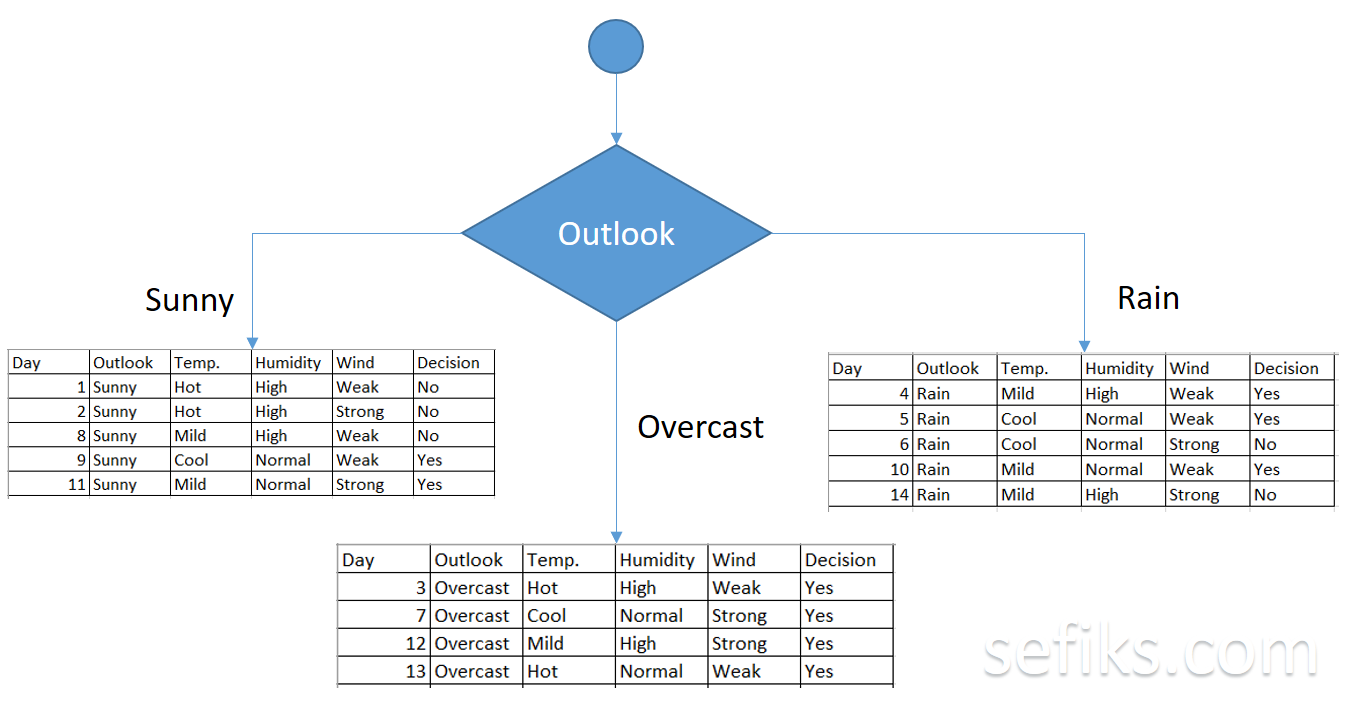 Outlook
Sunny
Rain
Overcast
Day Outlook Temp. Humidity Wind Decision
1 Sunny Hot High Weak No
2 Sunny Hot High Strong No
8 Sunny Mild High Weak No
9 Sunny Cool Normal Weak Yes
11 Sunny Mild Normal Strong Yes
Day Outlook Temp. Humidity Wind Decision
4 Rain Mild High Weak Yes
5 Rain Cool Normal Weak Yes
6 Rain Cool Normal Strong No
10 Rain Mild Normal Weak Yes
14 Rain Mild High Strong No
Day Outlook Temp. Humidity Wind Decision
3 Overcast Hot High Weak Yes
7 Overcast Cool Normal Strong Yes
12 Overcast Mild High Strong Yes
13 Overcast Hot Normal Weak Yes
sefiks.com